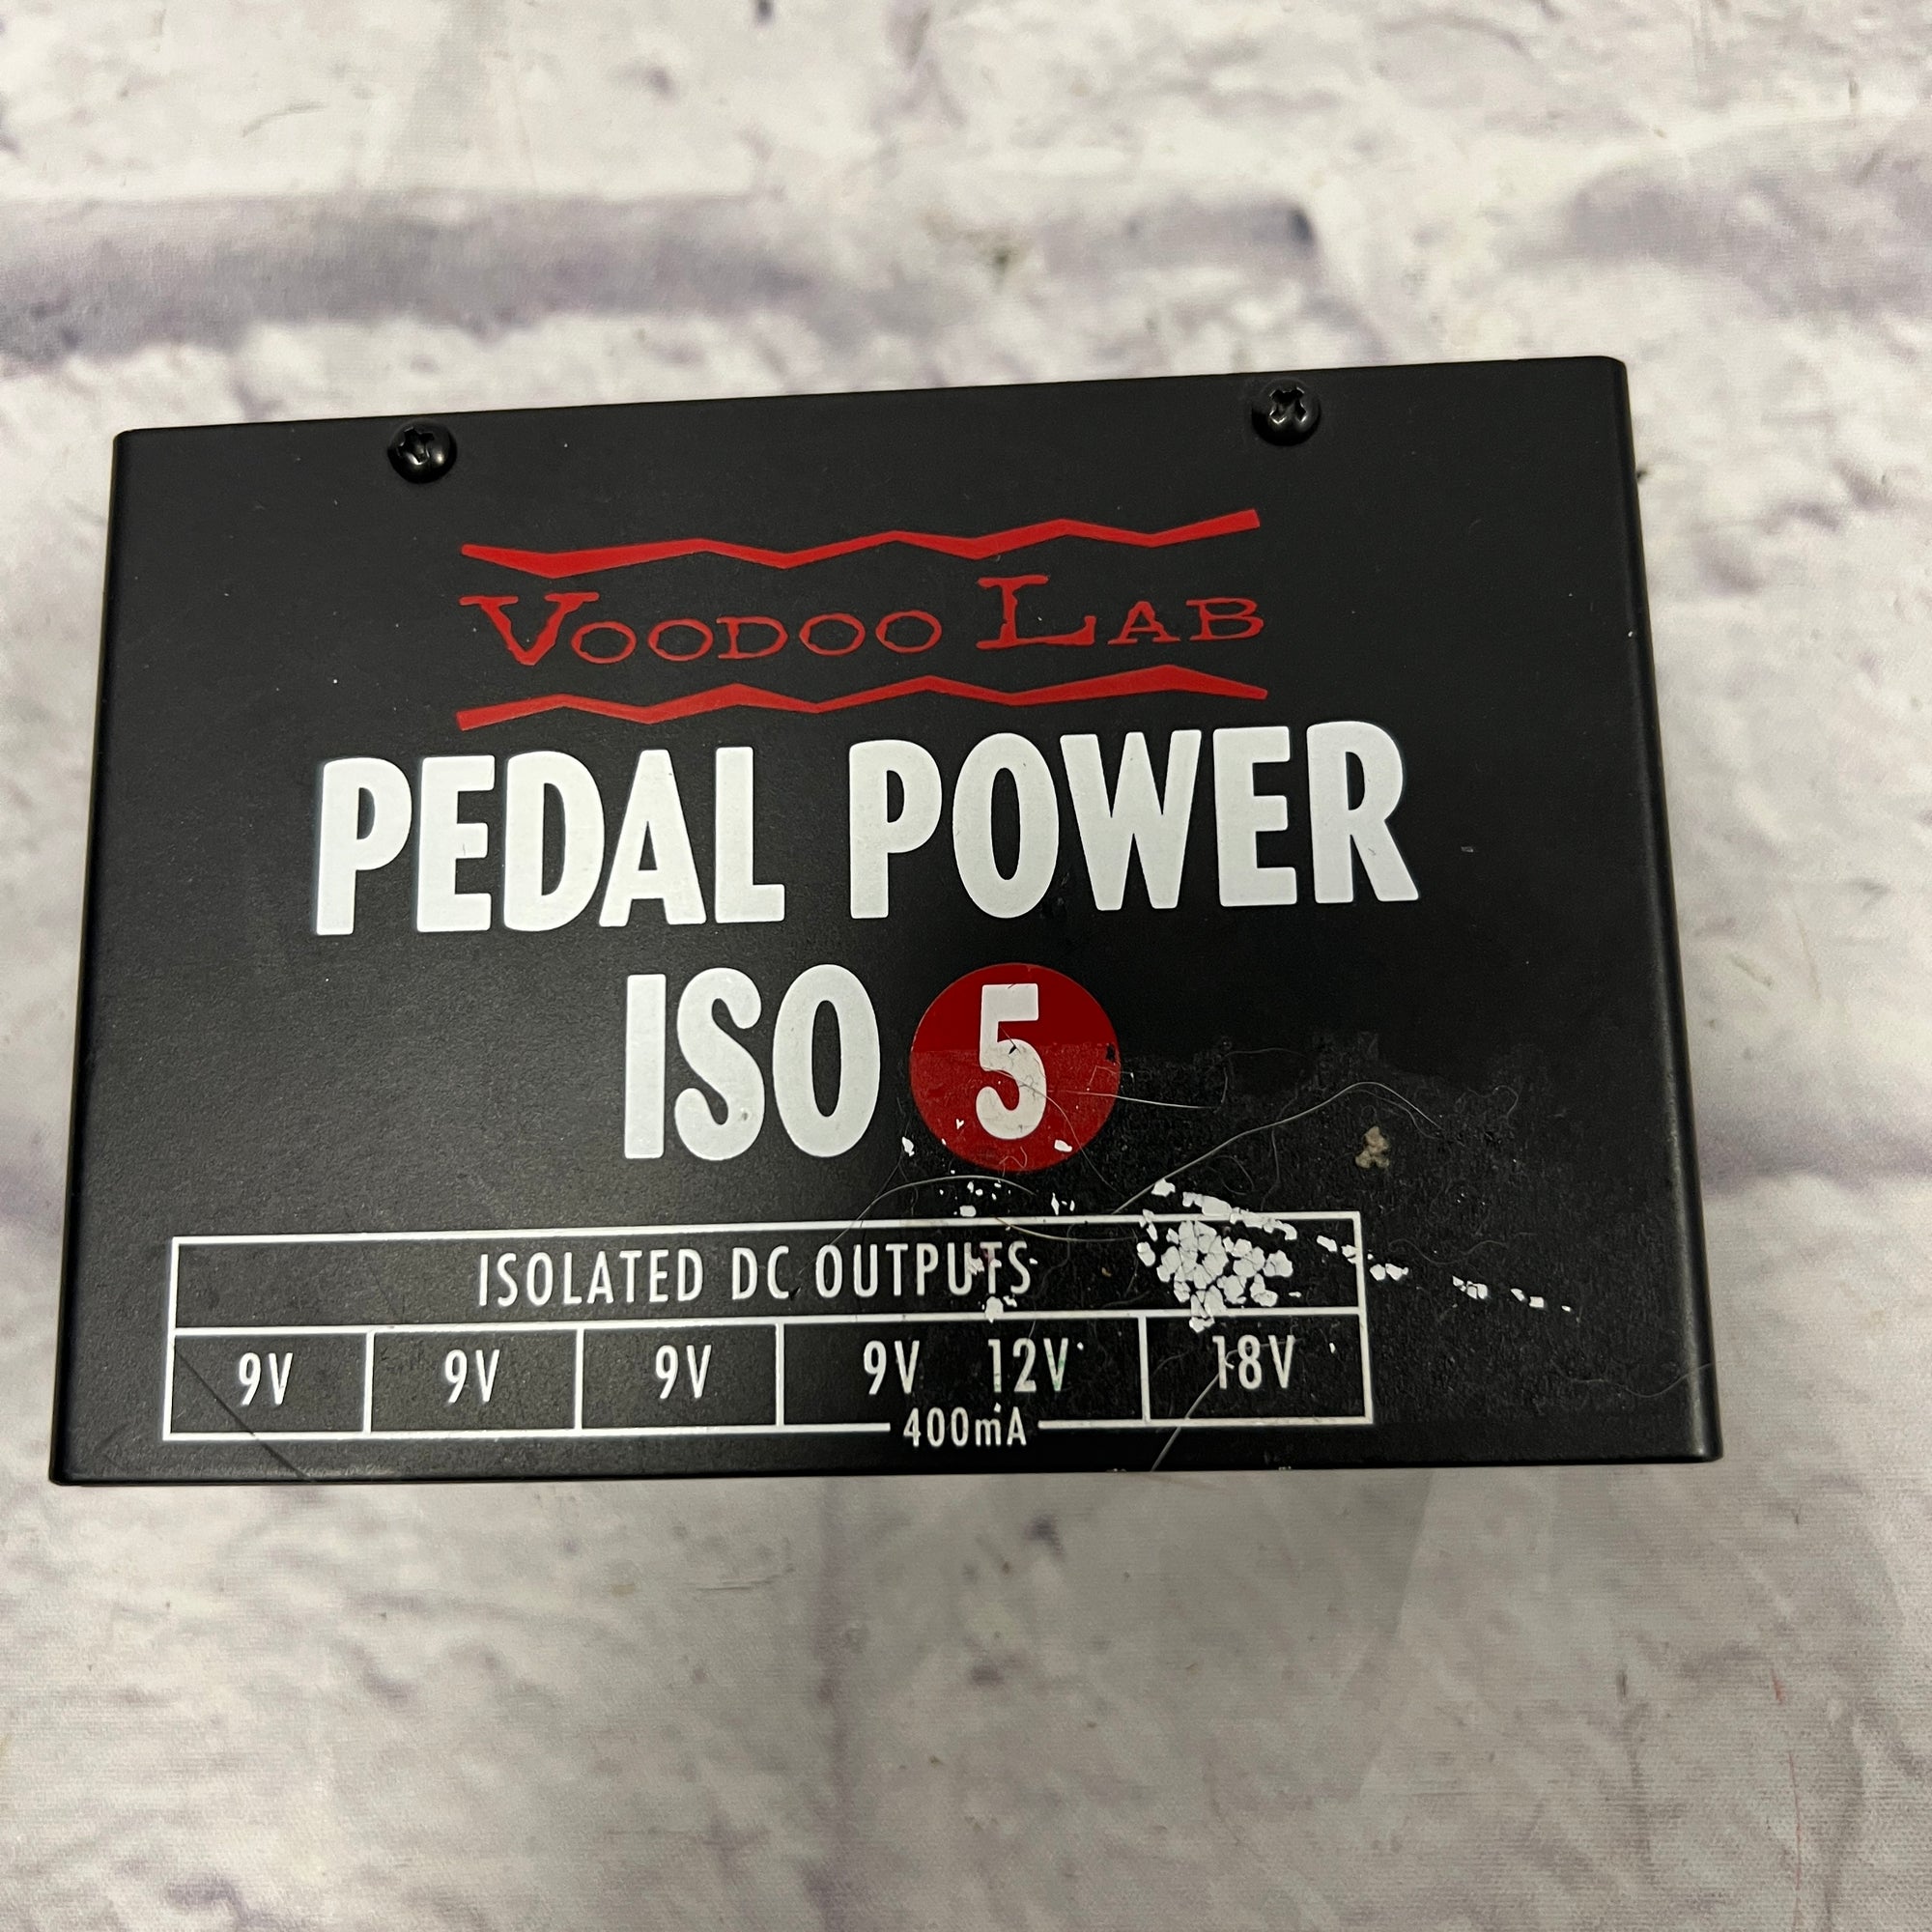 VOODOO LAB
PEDAL POWER
ISO 5
ISOLATED DC OUTPUTS
9V 9V 9V 9V 12V 18V
400mA